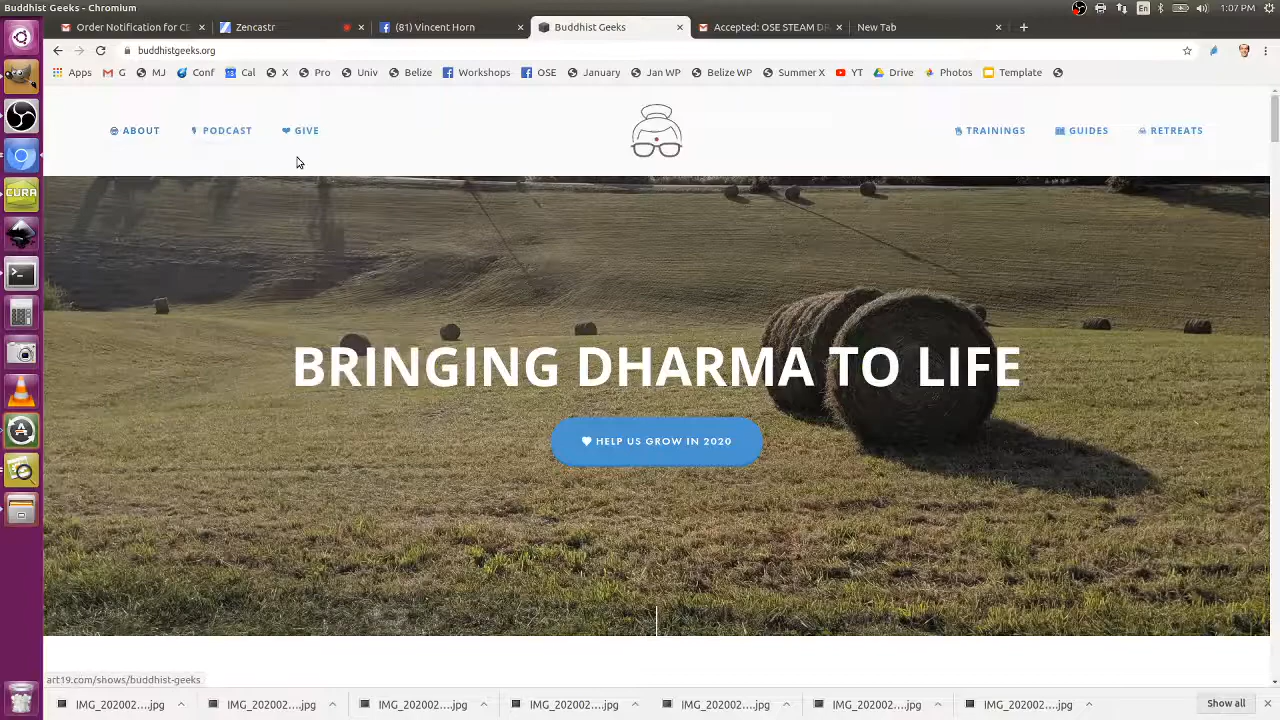 Buddhist Geeks - Chromium
En
1:07 PM
Order Notification for CE
Zencastr
(81) Vincent Horn
Buddhist Geeks
Accepted: OSE STEAM DR
New Tab
buddhistgeeks.org
Apps
G
MJ
Conf
Cal
Pro
Univ
Belize
Workshops
OSE
January
Jan WP
Belize WP
Summer X
YT
Drive
Photos
Template
ABOUT
PODCAST
GIVE
TRAININGS
GUIDES
RETREATS
CURA
BRINGING DHARMA TO LIFE
HELP US GROW IN 2020
art19.com/shows/buddhist-geeks
IMG_202002....jpg
IMG_202002....jpg
IMG_202002....jpg
IMG_202002....jpg
IMG_202002....jpg
IMG_202002....jpg
IMG_202002....jpg
Show all